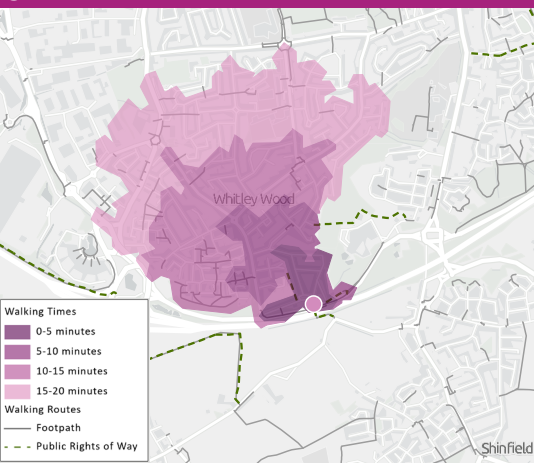 Whitley Wood
Walking Times
0-5 minutes
5-10 minutes
10-15 minutes
15-20 minutes
Walking Routes
Footpath
Public Rights of Way
Shinfield